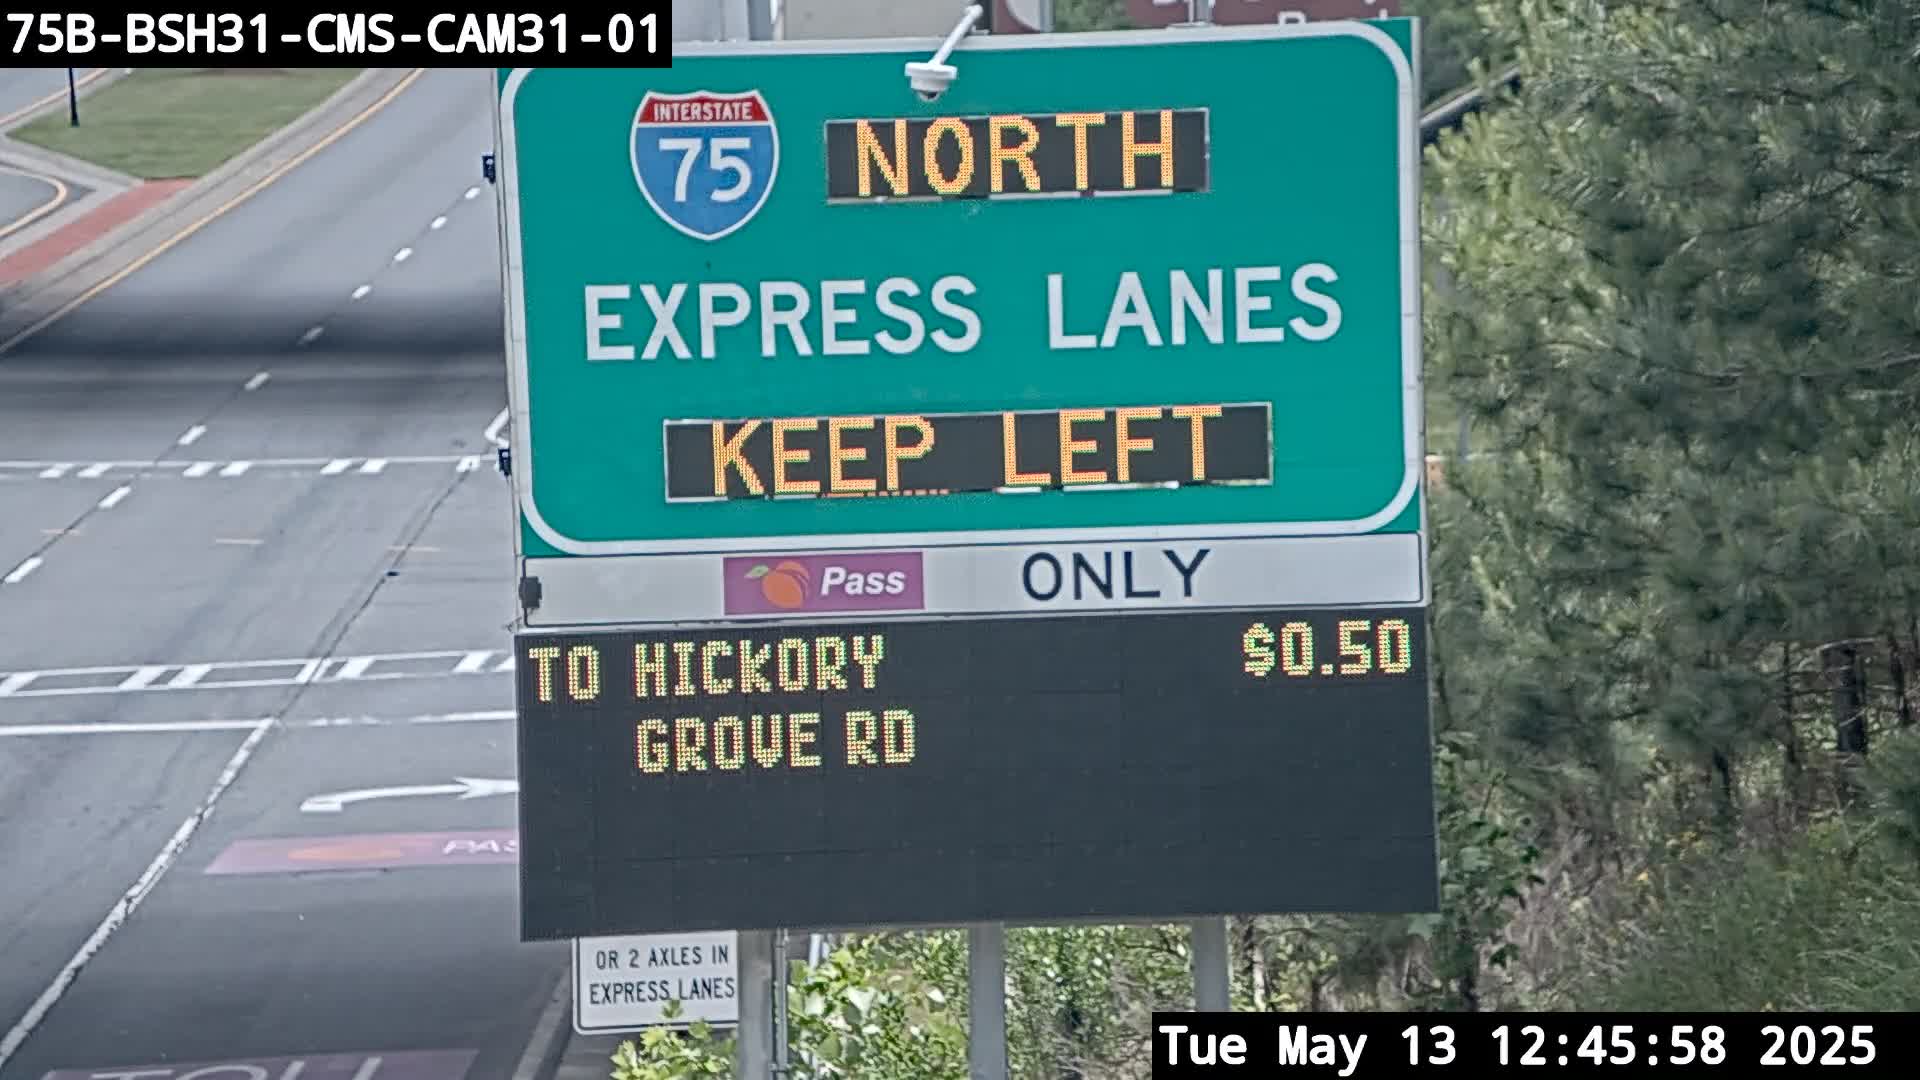 75B-BSH31-CMS-CAM31-01
INTERSTATE
75
NORTH
EXPRESS LANES
KEEP LEFT
Pass ONLY
TO HICKORY $0.50
GROVE RD
OR 2 AXLES IN
EXPRESS LANES
TOLL
Tue May 13 12:45:58 2025